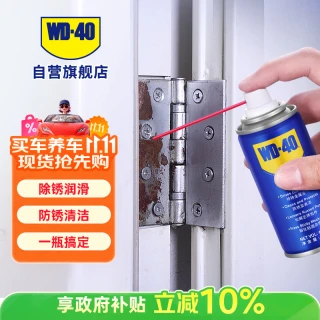 WD-40
自营旗舰店
11.11
买车养车11.11
现货抢先购
除锈润滑
防锈清洁
一瓶搞定
WD-40
享政府补贴 立减10%